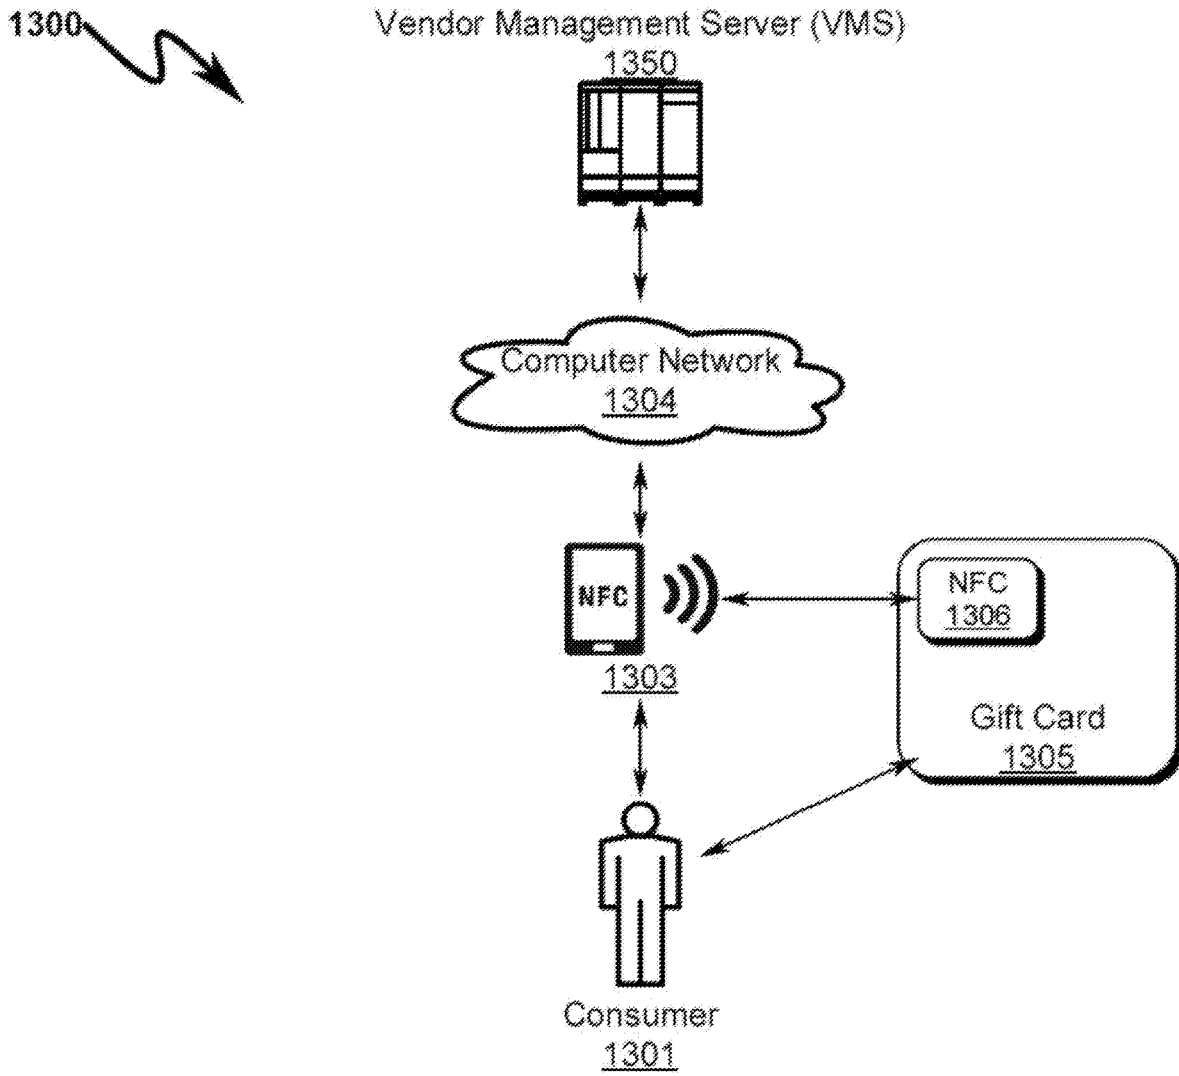 1300
Vendor Management Server (VMS)
1350
Computer Network
1304
NFC
1303
NFC
1306
Gift Card
1305
Consumer
1301